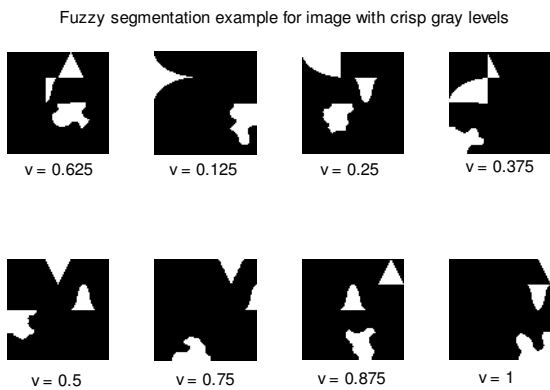 Fuzzy segmentation example for image with crisp gray levels
v = 0.625
v = 0.125
v = 0.25
v = 0.375
v = 0.5
v = 0.75
v = 0.875
v = 1